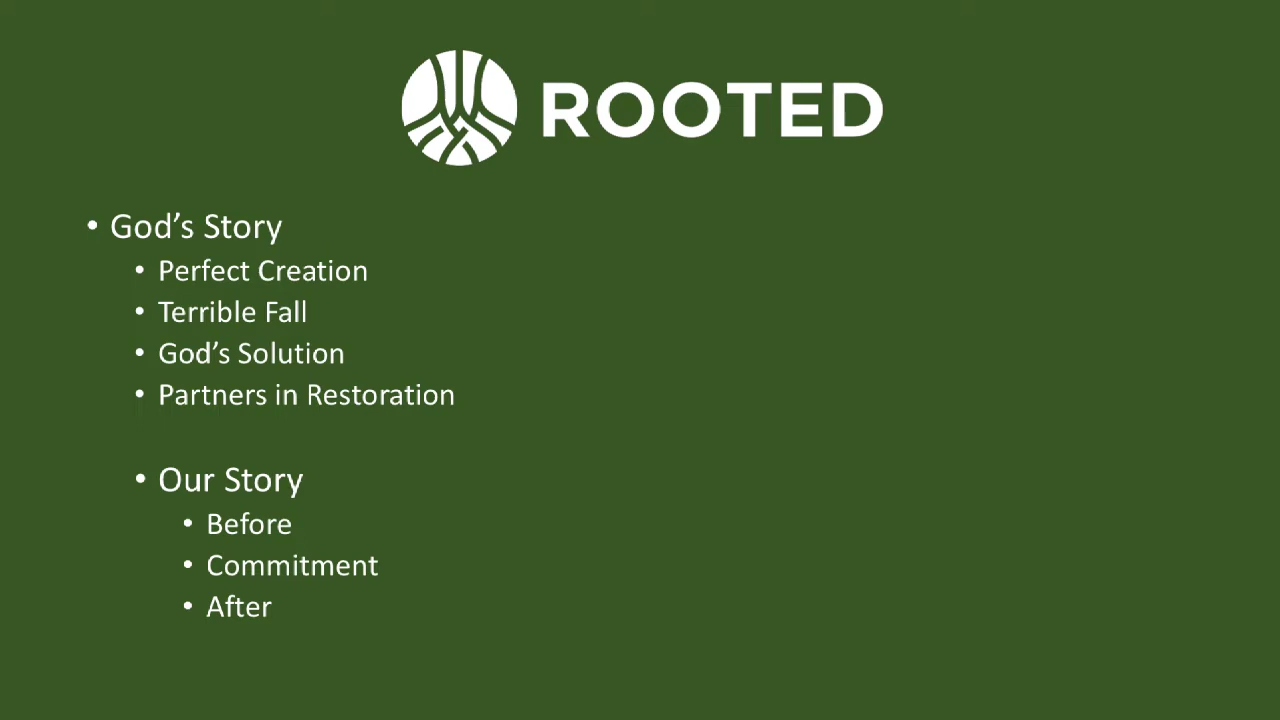 ROOTED
• God’s Story
• Perfect Creation
• Terrible Fall
• God’s Solution
• Partners in Restoration
• Our Story
• Before
• Commitment
• After